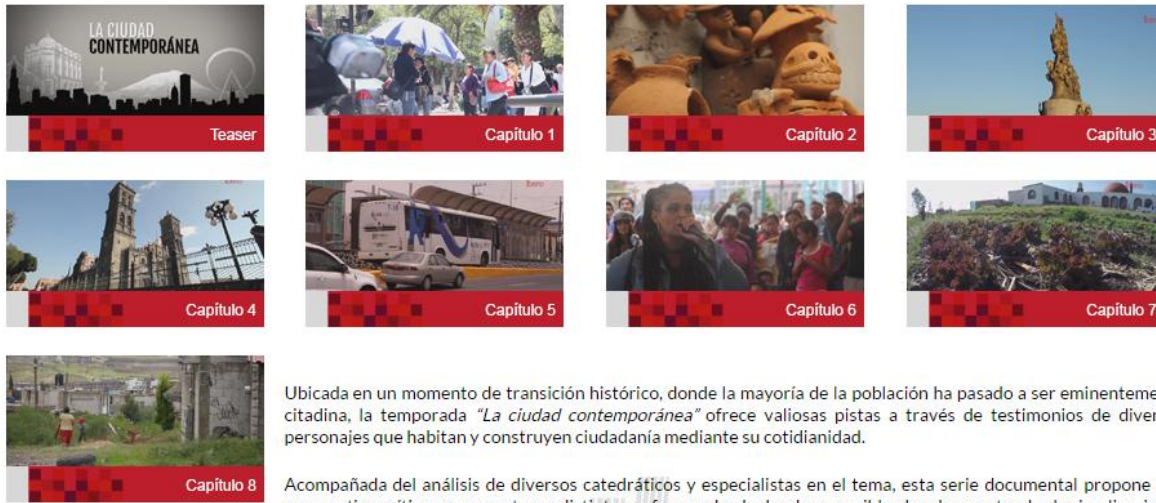 LA CIUDAD
CONTEMPORÁNEA
Teaser
Capítulo 1
Capítulo 2
Capítulo 3
Capítulo 4
Capítulo 5
Capítulo 6
Capítulo 7
Capítulo 8
Ubicada en un momento de transición histórico, donde la mayoría de la población ha pasado a ser eminenteme
citadina, la temporada "La ciudad contemporánea" ofrece valiosas pistas a través de testimonios de diver
personajes que habitan y construyen ciudadanía mediante su cotidianidad.
Acompañada del análisis de diversos catedráticos y especialistas en el tema, esta serie documental propone